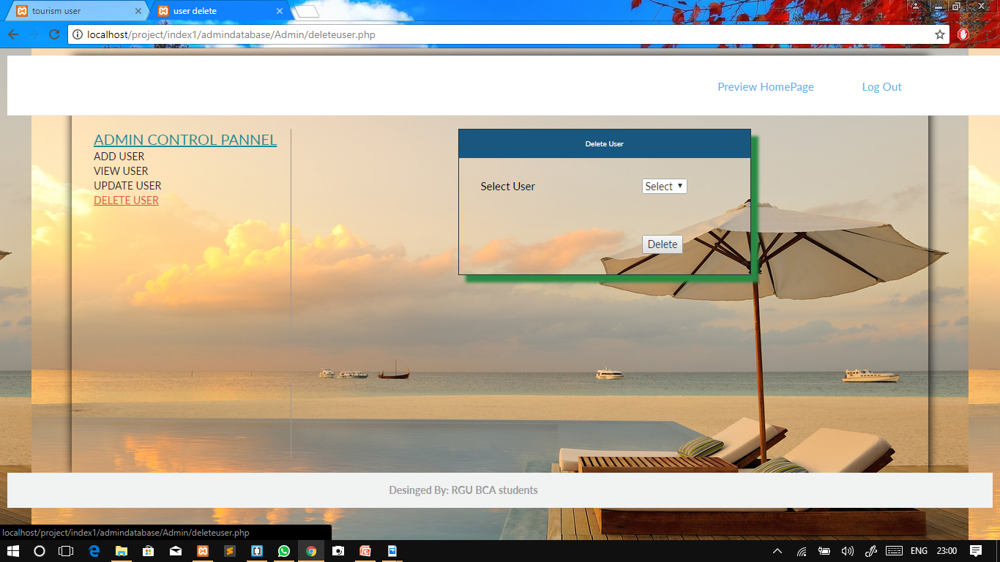 tourism user
user delete
localhost/project/index1/admindatabase/Admin/deleteuser.php
Preview HomePage
Log Out
ADMIN CONTROL PANNEL
ADD USER
VIEW USER
UPDATE USER
DELETE USER
Delete User
Select User
Select
Delete
Desinged By: RGU BCA students
localhost/project/index1/admindatabase/Admin/deleteuser.php
ENG
23:00